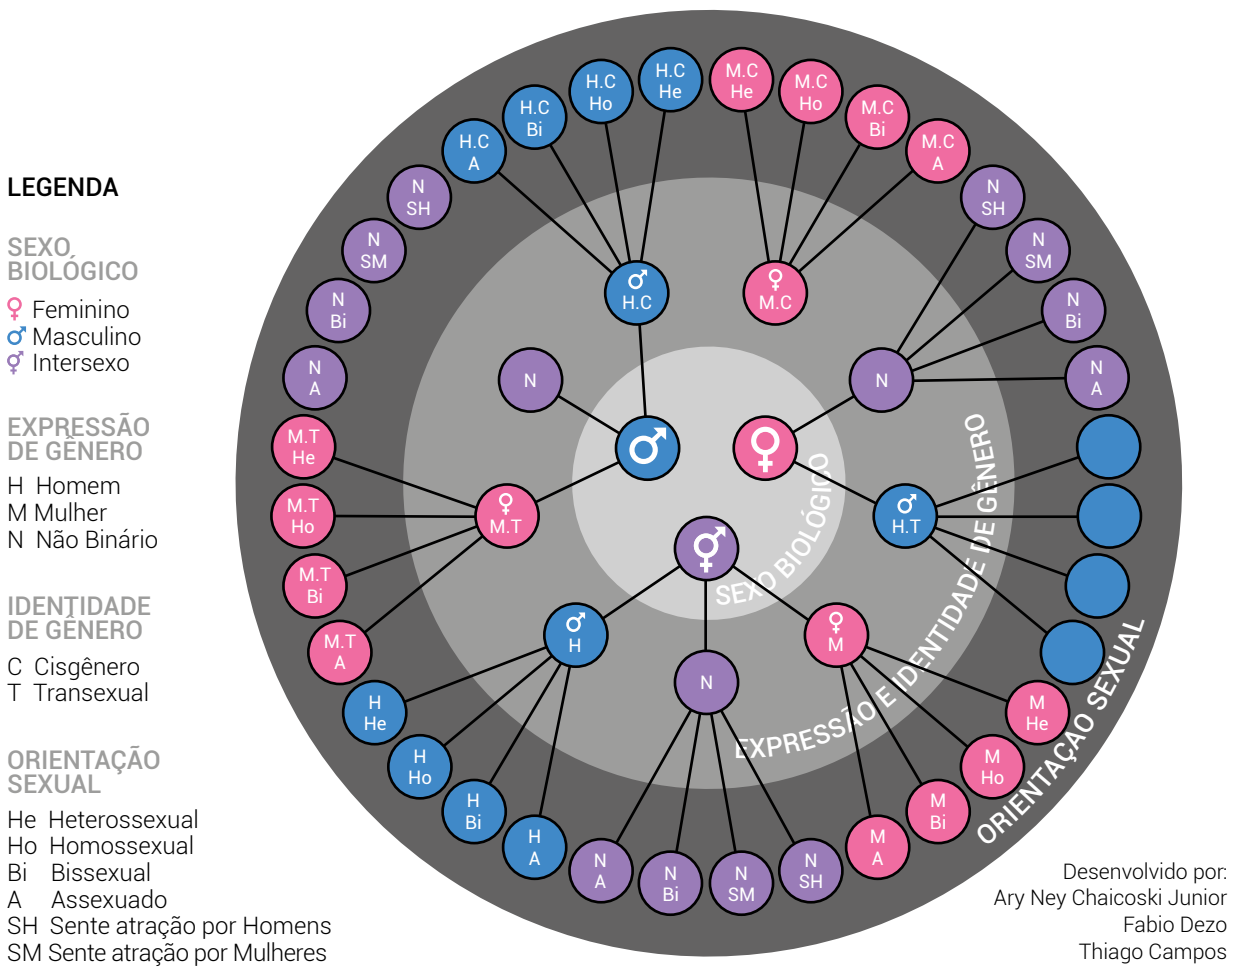 LEGENDA
SEXO
BIOLÓGICO
Feminino
Masculino
Intersexo
EXPRESSÃO
DE GÊNERO
H Homem
M Mulher
N Não Binário
IDENTIDADE
DE GÊNERO
C Cisgênero
T Transexual
ORIENTAÇÃO
SEXUAL
He Heterossexual
Ho Homossexual
Bi Bissexual
A Assexuado
SH Sente atração por Homens
SM Sente atração por Mulheres
H.C
He
H.C
Ho
H.C
Bi
H.C
A
N
SH
N
SM
N
Bi
N
A
M.T
He
M.T
Ho
M.T
Bi
M.T
A
H
He
H
Ho
H
Bi
H
A
N
A
N
Bi
N
SM
N
SH
M
A
M
Bi
M
Ho
M
He
M.C
He
M.C
Ho
M.C
Bi
M.C
A
N
SH
N
SM
N
Bi
N
A
H.C
M.C
N
N
M.T
H.T
H
N
M
SEXO BIOLÓGICO
EXPRESSÃO E IDENTIDADE DE GÊNERO
ORIENTAÇÃO SEXUAL
Desenvolvido por:
Ary Ney Chaicoski Junior
Fabio Dezo
Thiago Campos